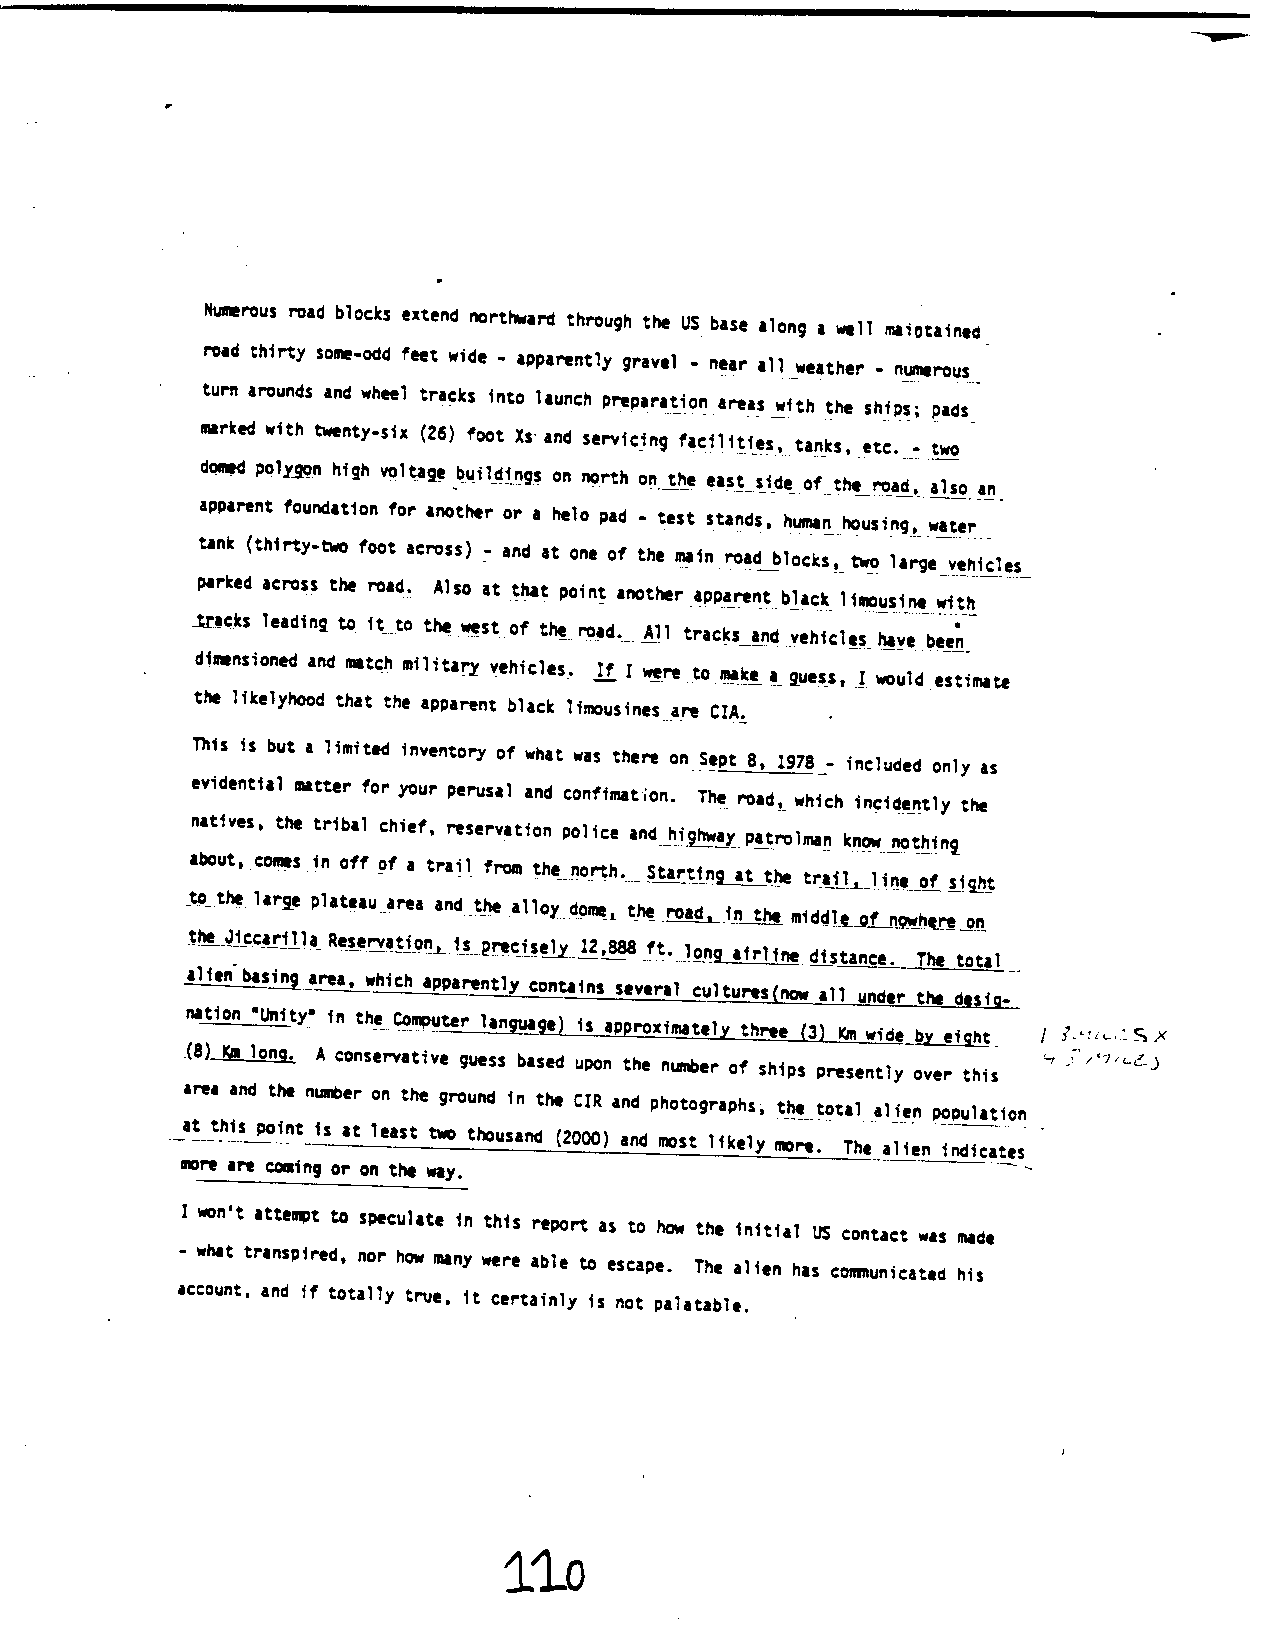 Numerous road blocks extend northward through the US base along a well maiotained
road thirty some-odd feet wide - apparently gravel - near all weather - numerous
turn arounds and wheel tracks into launch preparation areas with the ships; pads
marked with twenty-six (26) foot Xs and servicing facilities, tanks, etc. - two
domed polygon high voltage buildings on north on the east side of the road, also an
apparent foundation for another or a helo pad - test stands, human housing, water
tank (thirty-two foot across) - and at one of the main road blocks, two large vehicles
parked across the road. Also at that point another apparent black limousine with
tracks leading to it to the west of the road. All tracks and vehicles have been
dimensioned and match military vehicles. If I were to make a guess, I would estimate
the likelyhood that the apparent black limousines are CIA.
This is but a limited inventory of what was there on Sept 8, 1978 - included only as
evidential matter for your perusal and confimation. The road, which incidently the
natives, the tribal chief, reservation police and highway patrolman know nothing
about, comes in off of a trail from the north. Starting at the trail, line of sight
to the large plateau area and the alloy dome, the road, in the middle of nowhere on
the Jiccarilla Reservation, is precisely 12,888 ft. long airline distance. The total
alien basing area, which apparently contains several cultures(now all under the desig-
nation "Unity" in the Computer language) is approximately three (3) Km wide by eight
(8) Km long. A conservative guess based upon the number of ships presently over this
area and the number on the ground in the CIR and photographs, the total alien population
at this point is at least two thousand (2000) and most likely more. The alien indicates
more are coming or on the way.
I won't attempt to speculate in this report as to how the initial US contact was made
- what transpired, nor how many were able to escape. The alien has communicated his
account, and if totally true, it certainly is not palatable.
110